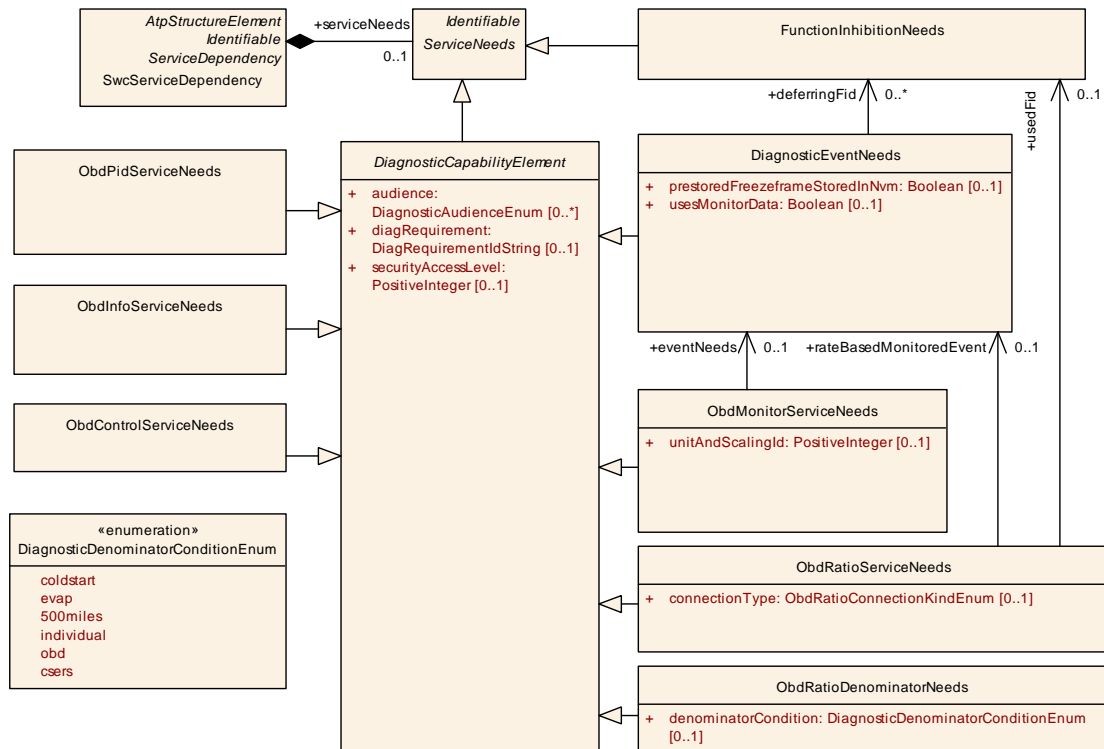 AtpStructureElement
Identifiable
ServiceDependency
SwcServiceDependency
+serviceNeeds
0..1
Identifiable
ServiceNeeds
FunctionInhibitionNeeds
+deferringFid
0..*
+usedFid
0..1
ObdPidServiceNeeds
DiagnosticCapabilityElement
+ audience:
DiagnosticAudienceEnum [0..*]
+ diagRequirement:
DiagRequirementIdString [0..1]
+ securityAccessLevel:
PositiveInteger [0..1]
DiagnosticEventNeeds
+ prestoredFreezeframeStoredInNvm: Boolean [0..1]
+ usesMonitorData: Boolean [0..1]
ObdInfoServiceNeeds
+eventNeeds
0..1
+rateBasedMonitoredEvent
0..1
ObdControlServiceNeeds
ObdMonitorServiceNeeds
+ unitAndScalingId: PositiveInteger [0..1]
«enumeration»
DiagnosticDenominatorConditionEnum
coldstart
evap
500miles
individual
obd
csers
ObdRatioServiceNeeds
+ connectionType: ObdRatioConnectionKindEnum [0..1]
ObdRatioDenominatorNeeds
+ denominatorCondition: DiagnosticDenominatorConditionEnum
[0..1]